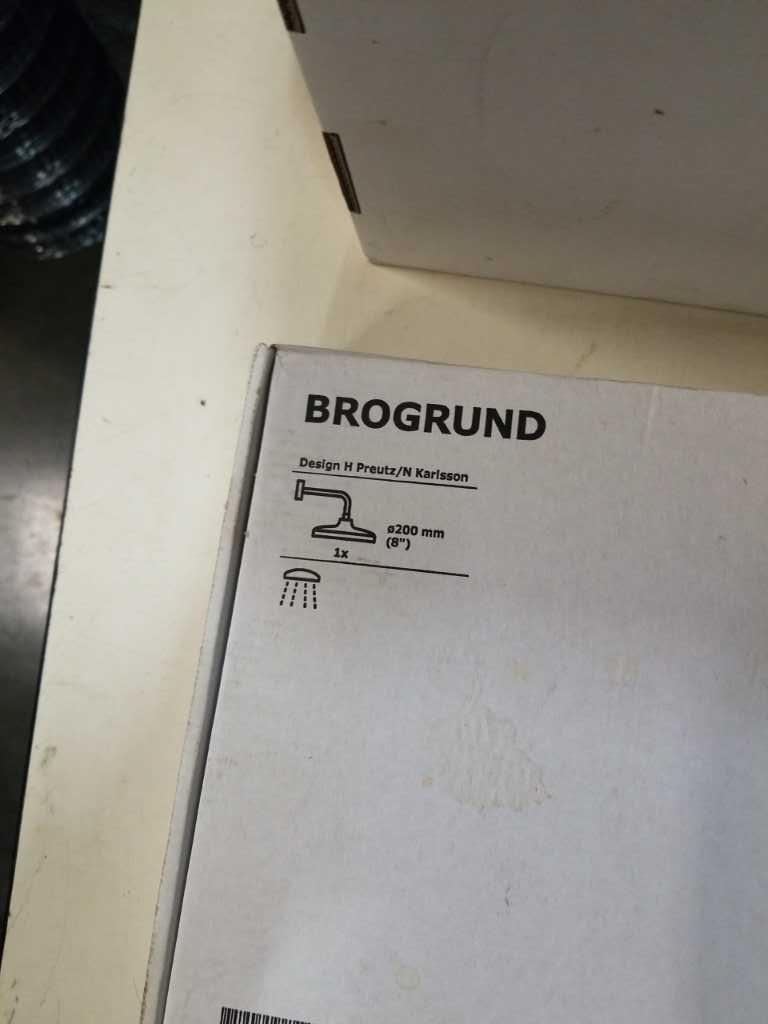 BROGRUND
Design H Preutz/N Karlsson
ø200 mm
(8")
1x